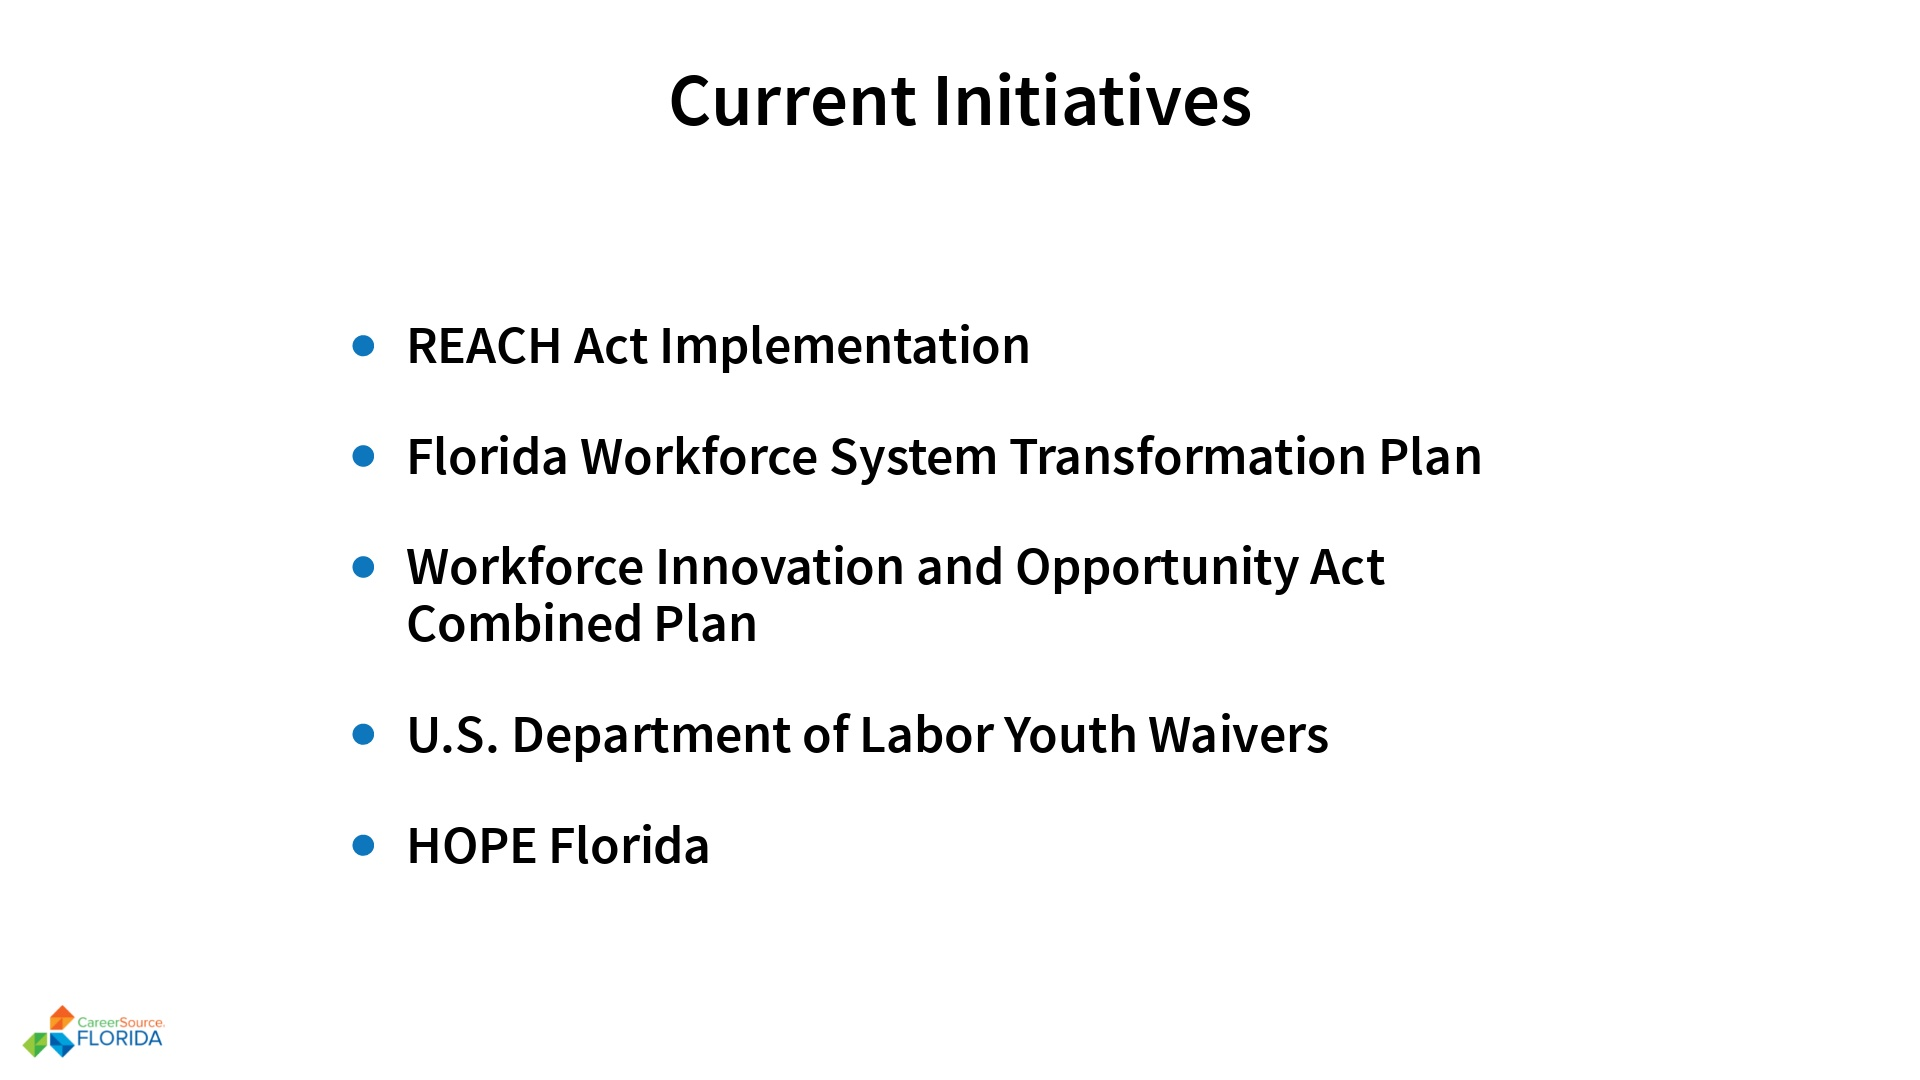 Current Initiatives
• REACH Act Implementation
• Florida Workforce System Transformation Plan
• Workforce Innovation and Opportunity Act
Combined Plan
• U.S. Department of Labor Youth Waivers
• HOPE Florida
CareerSource.
FLORIDA